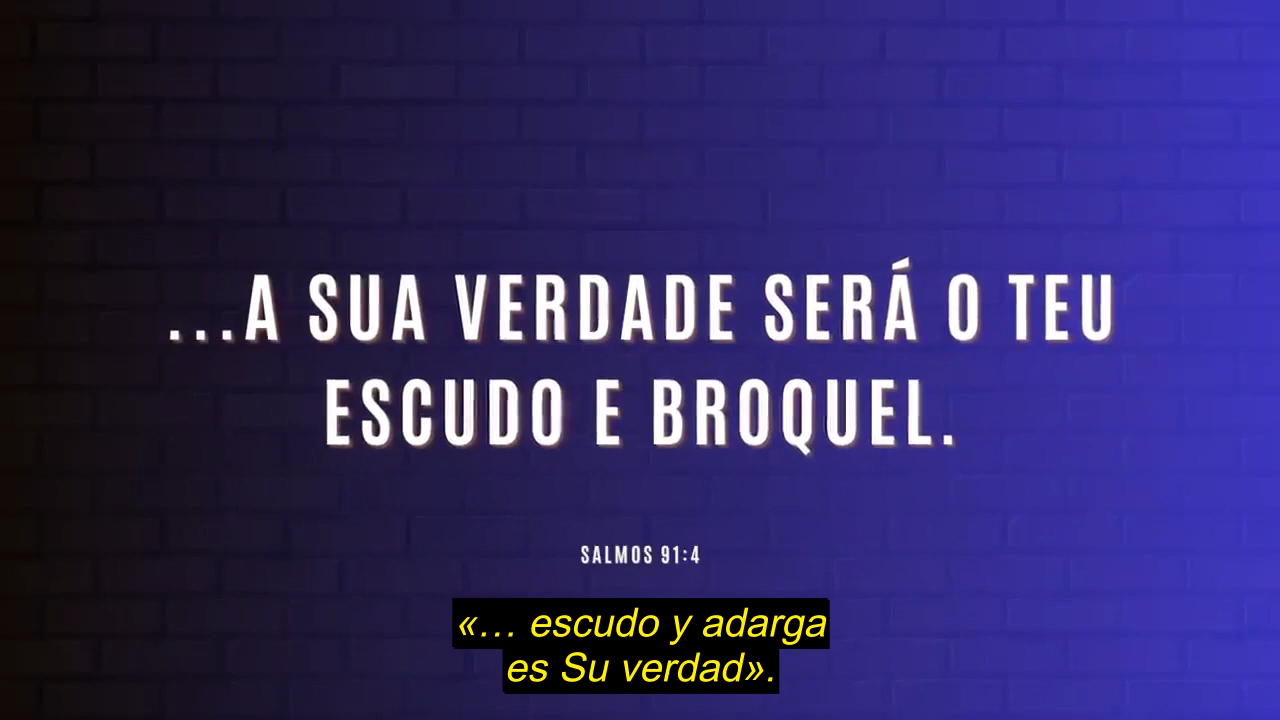 ...A SUA VERDADE SERÁ O TEU
ESCUDO E BROQUEL.
SALMOS 91:4
«… escudo y adarga
es Su verdad».